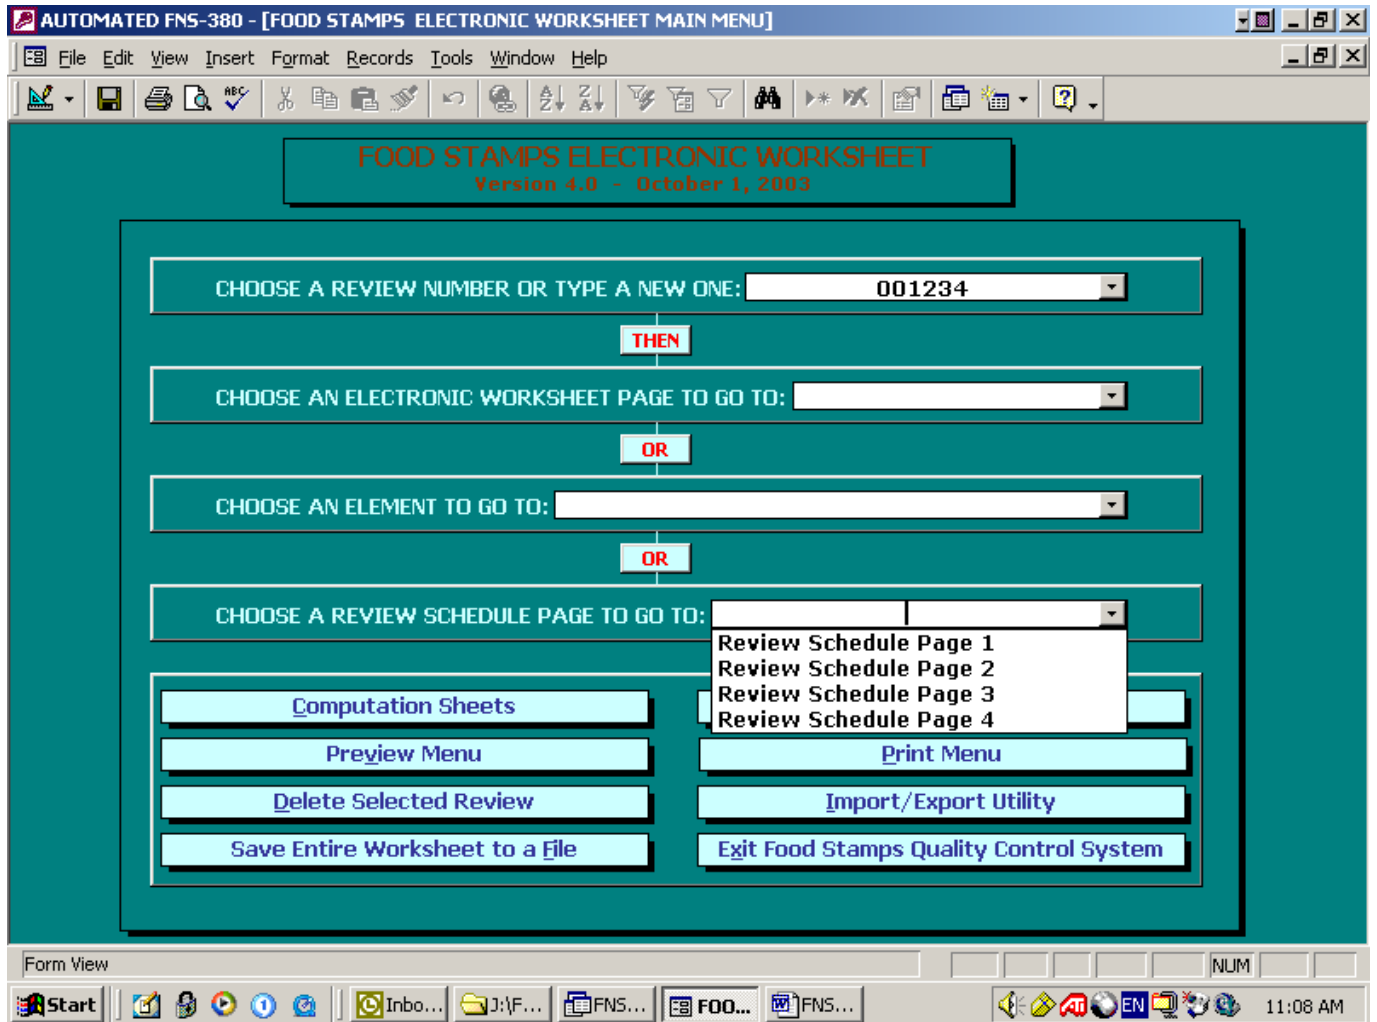 AUTOMATED FNS-380 - [FOOD STAMPS  ELECTRONIC WORKSHEET MAIN MENU]
File Edit View Insert Format Records Tools Window Help
FOOD STAMPS ELECTRONIC WORKSHEET
Version 4.0 - October 1, 2003
CHOOSE A REVIEW NUMBER OR TYPE A NEW ONE: 001234
THEN
CHOOSE AN ELECTRONIC WORKSHEET PAGE TO GO TO:
OR
CHOOSE AN ELEMENT TO GO TO:
OR
CHOOSE A REVIEW SCHEDULE PAGE TO GO TO:
Review Schedule Page 1
Review Schedule Page 2
Review Schedule Page 3
Review Schedule Page 4
Computation Sheets
Preview Menu Print Menu
Delete Selected Review Import/Export Utility
Save Entire Worksheet to a File Exit Food Stamps Quality Control System
Form View NUM
Start Inbo... J:\F... FNS... FOO... FNS... EN 11:08 AM